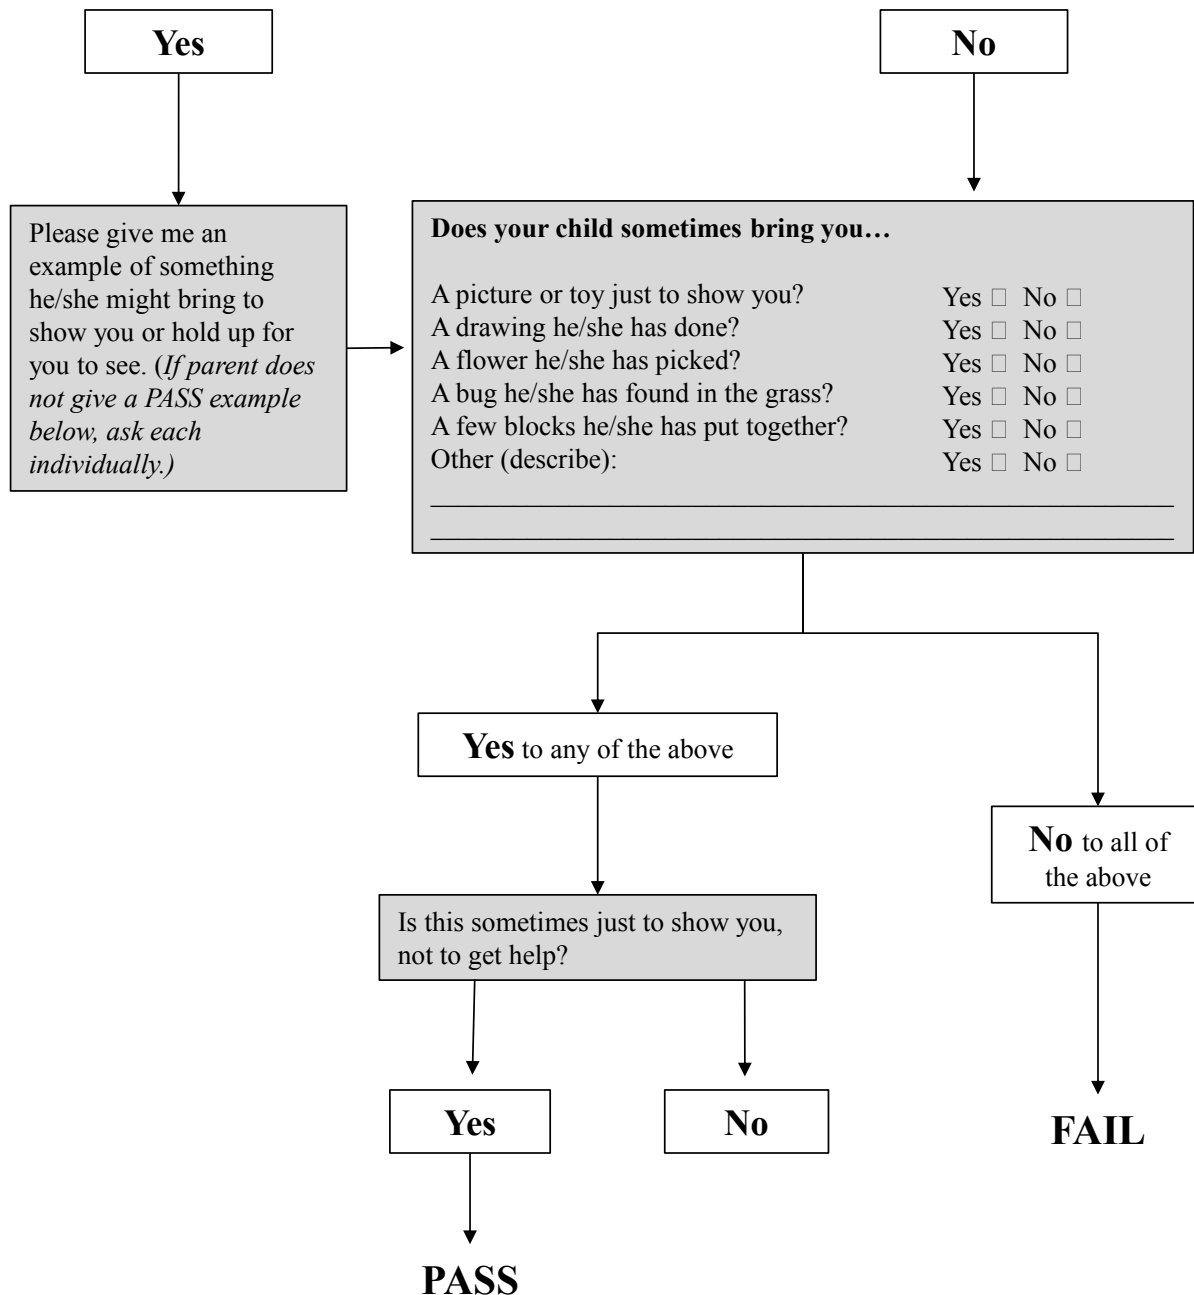 Yes
No
Please give me an
example of something
he/she might bring to
show you or hold up for
you to see. (If parent does
not give a PASS example
below, ask each
individually.)
Does your child sometimes bring you…
A picture or toy just to show you? Yes □ No □
A drawing he/she has done? Yes □ No □
A flower he/she has picked? Yes □ No □
A bug he/she has found in the grass? Yes □ No □
A few blocks he/she has put together? Yes □ No □
Other (describe): Yes □ No □
Yes to any of the above
No to all of
the above
Is this sometimes just to show you,
not to get help?
Yes
No
FAIL
PASS